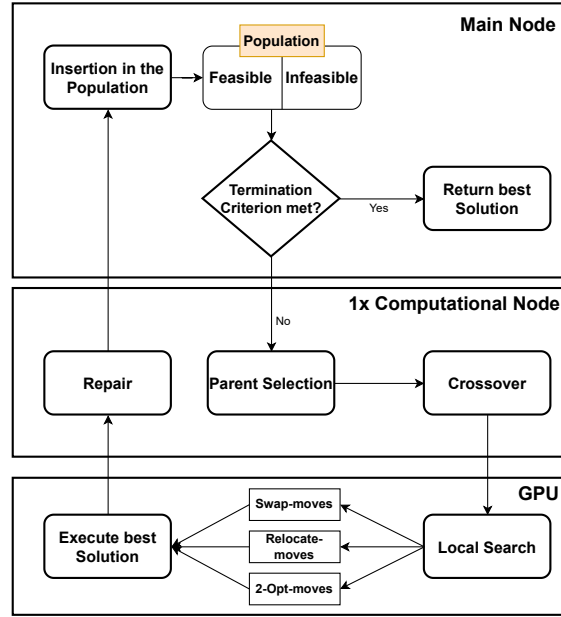 Main Node
Population
Insertion in the
Population
Feasible
Infeasible
Termination
Criterion met?
Yes
Return best
Solution
1x Computational Node
No
Repair
Parent Selection
Crossover
GPU
Swap-moves
Execute best
Solution
Relocate-
moves
Local Search
2-Opt-moves